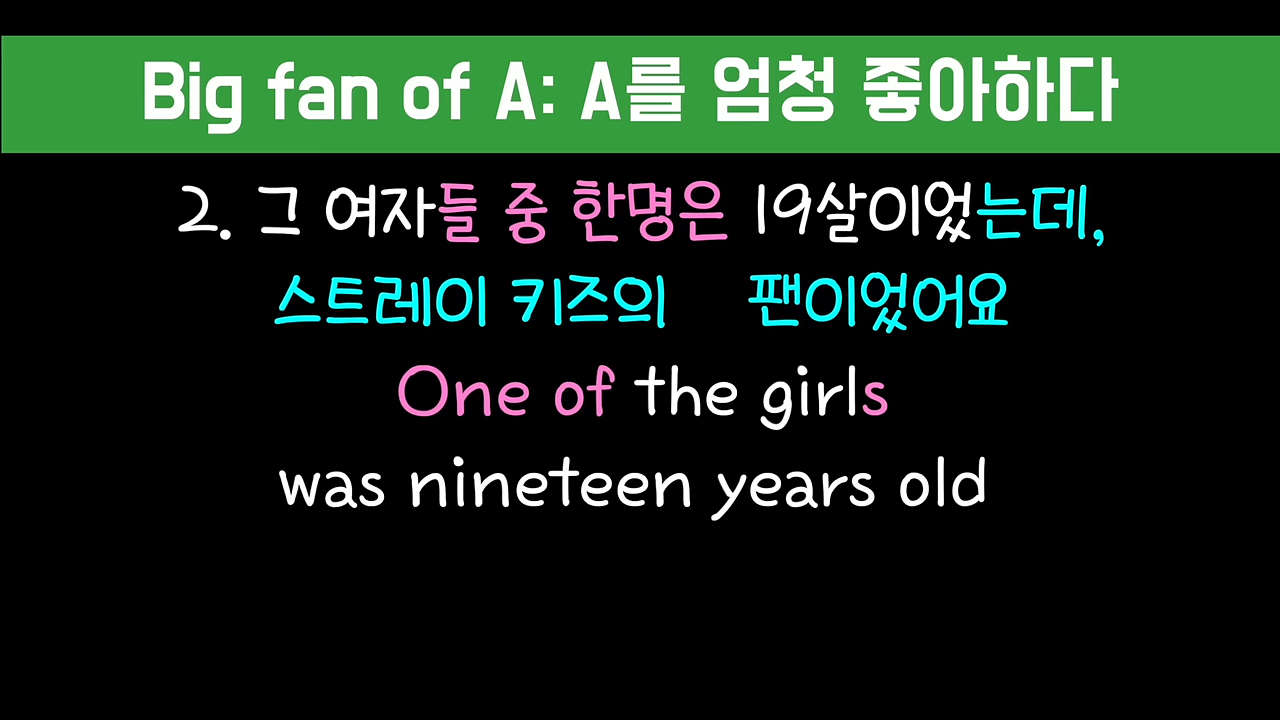 Big fan of A: A를 엄청 좋아하다
2. 그 여자들 중 한명은 19살이었는데,
스트레이 키즈의 팬이었어요
One of the girls
was nineteen years old